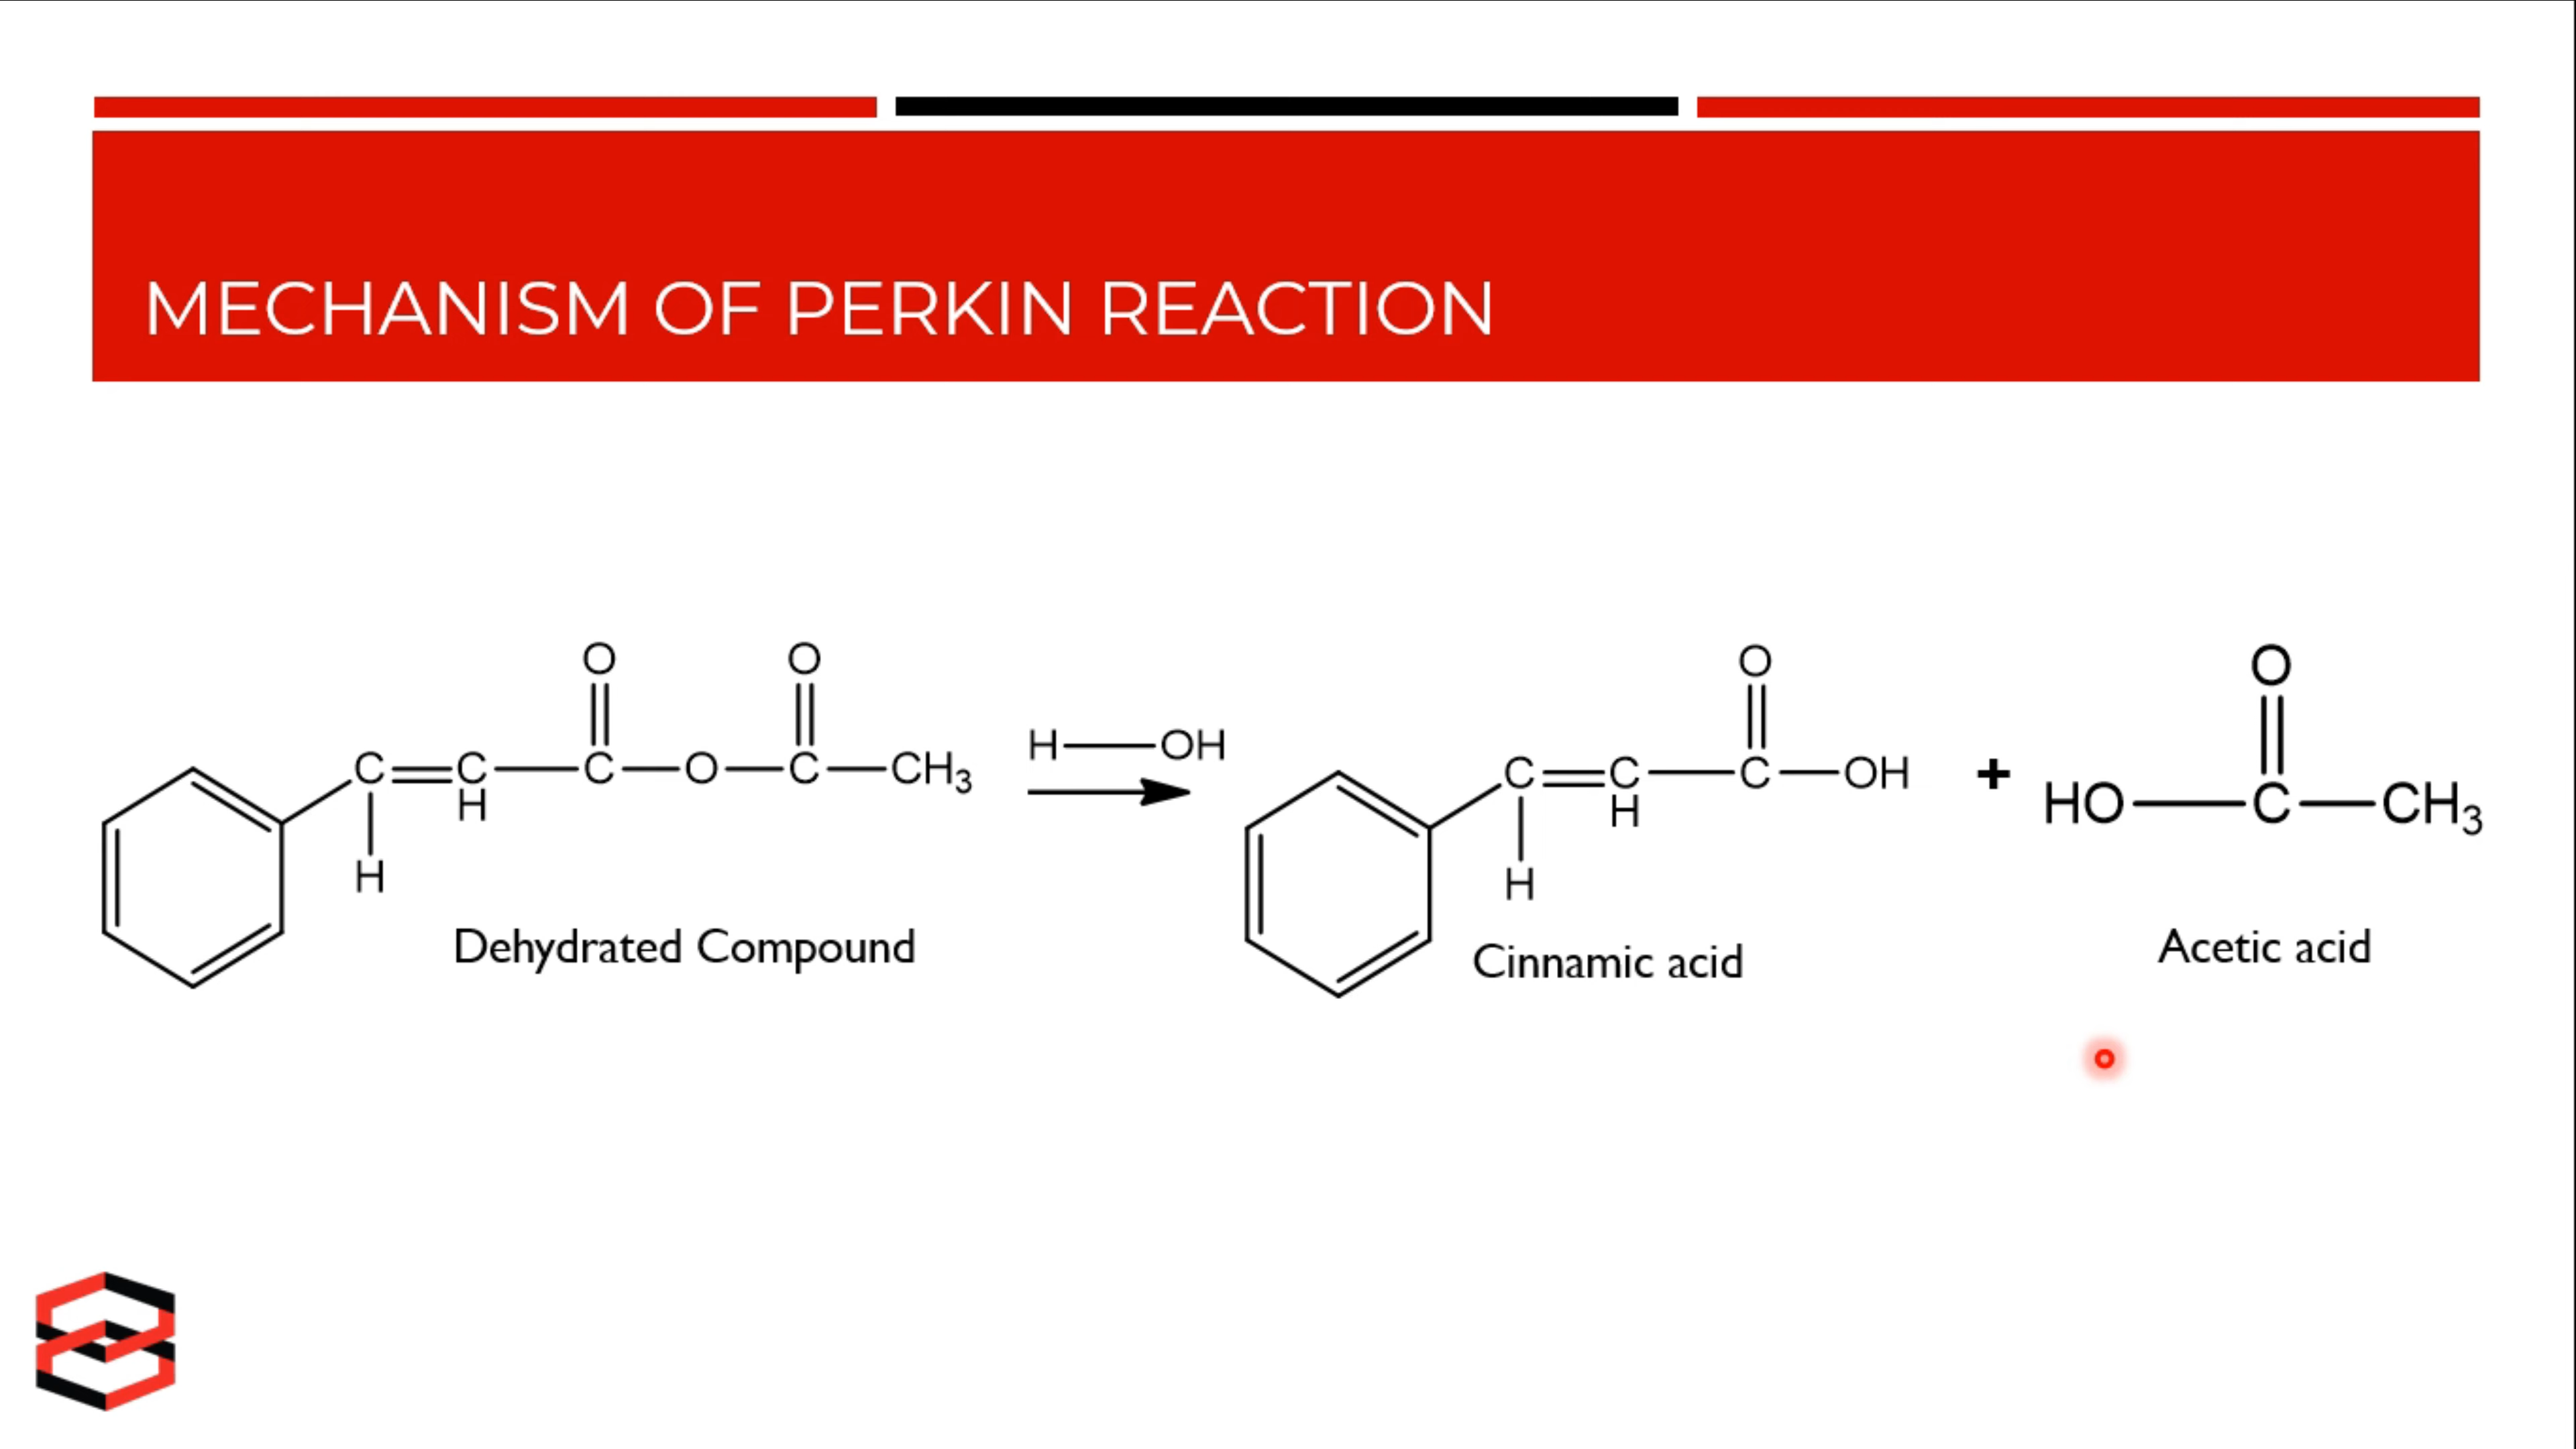 MECHANISM OF PERKIN REACTION
O O
C C H C O C CH3
H
Dehydrated Compound
H OH
O
C C H C OH
H
Cinnamic acid
+
O
HO C CH3
Acetic acid